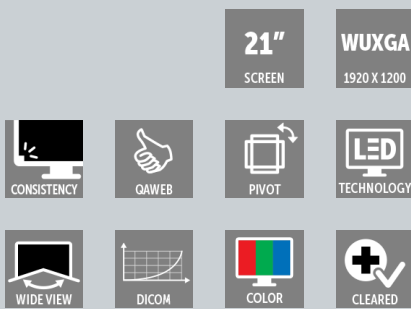 21"
SCREEN
WUXGA
1920 X 1200
CONSISTENCY
QAWEB
PIVOT
LED
TECHNOLOGY
WIDE VIEW
DICOM
COLOR
CLEARED